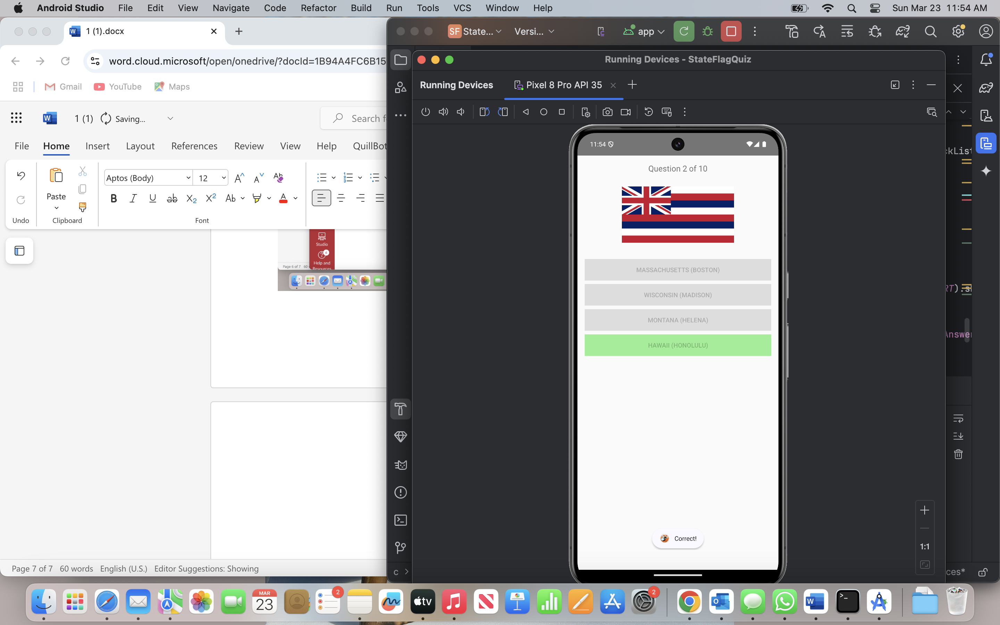 Android Studio File Edit View Navigate Code Refactor Build Run Tools VCS Window Help Sun Mar 23 11:54 AM
1 (1).docx
word.cloud.microsoft/open/onedrive/?docId=1B94A4FC6B15
Gmail YouTube Maps
W 1 (1) Saving... Search f
File Home Insert Layout References Review View Help QuillBot
Paste
Aptos (Body) 12
Undo Clipboard Font
Studio
6
Help and
Resources
Page 6 of 7 60
Page 7 of 7 60 words English (U.S.) Editor Suggestions: Showing
SF State... Versi... app
Running Devices - StateFlagQuiz
Running Devices Pixel 8 Pro API 35
11:54
Question 2 of 10
MASSACHUSETTS (BOSTON)
WISCONSIN (MADISON)
MONTANA (HELENA)
HAWAII (HONOLULU)
Correct!
1:1
ckList
RT).s
Answe
c
ces*
MAR
23
2
tv
2